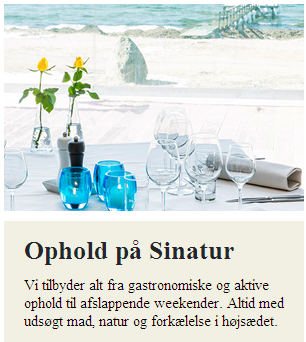 Ophold på Sinatur
Vi tilbyder alt fra gastronomiske og aktive
ophold til afslappende weekender. Altid med
udsøgt mad, natur og forkælelse i højsædet.